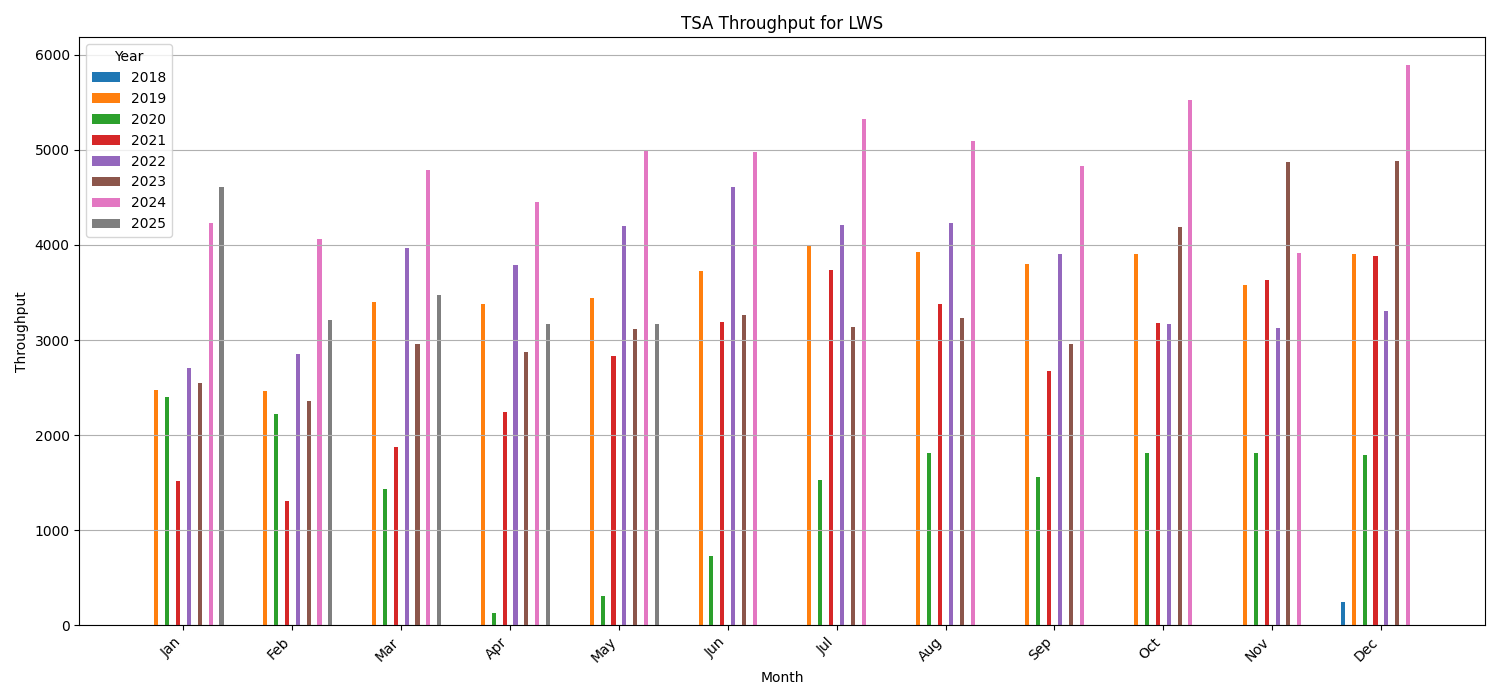 TSA Throughput for LWS
Year
2018
2019
2020
2021
2022
2023
2024
2025
Throughput
6000
5000
4000
3000
2000
1000
0
Jan
Feb
Mar
Apr
May
Jun
Jul
Aug
Sep
Oct
Nov
Dec
Month